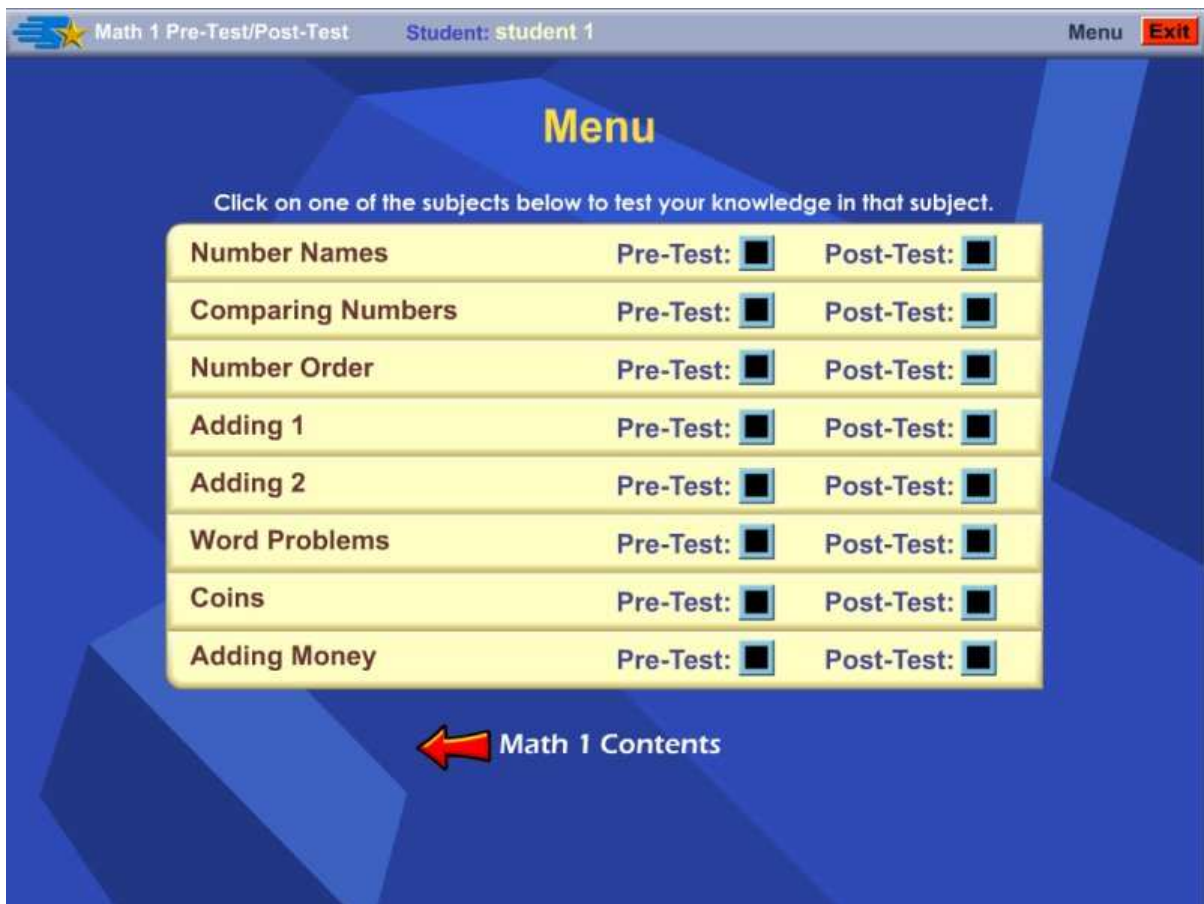 Math 1 Pre-Test/Post-Test Student: student 1 Menu Exit
Menu
Click on one of the subjects below to test your knowledge in that subject.
Number Names Pre-Test: Post-Test:
Comparing Numbers Pre-Test: Post-Test:
Number Order Pre-Test: Post-Test:
Adding 1 Pre-Test: Post-Test:
Adding 2 Pre-Test: Post-Test:
Word Problems Pre-Test: Post-Test:
Coins Pre-Test: Post-Test:
Adding Money Pre-Test: Post-Test:
Math 1 Contents